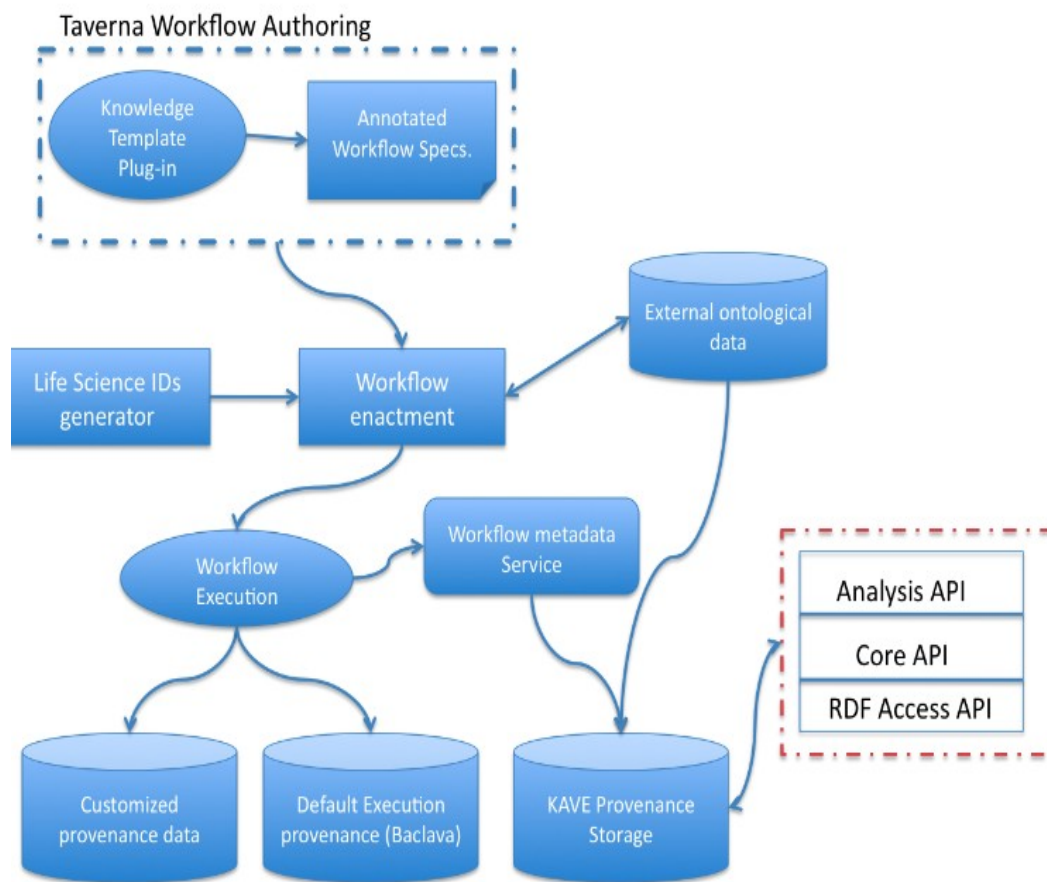 Taverna Workflow Authoring
Knowledge
Template
Plug-in
Annotated
Workflow Specs.
External ontological
data
Life Science IDs
generator
Workflow
enactment
Workflow
Execution
Workflow metadata
Service
Analysis API
Core API
RDF Access API
Customized
provenance data
Default Execution
provenance (Baclava)
KAVE Provenance
Storage